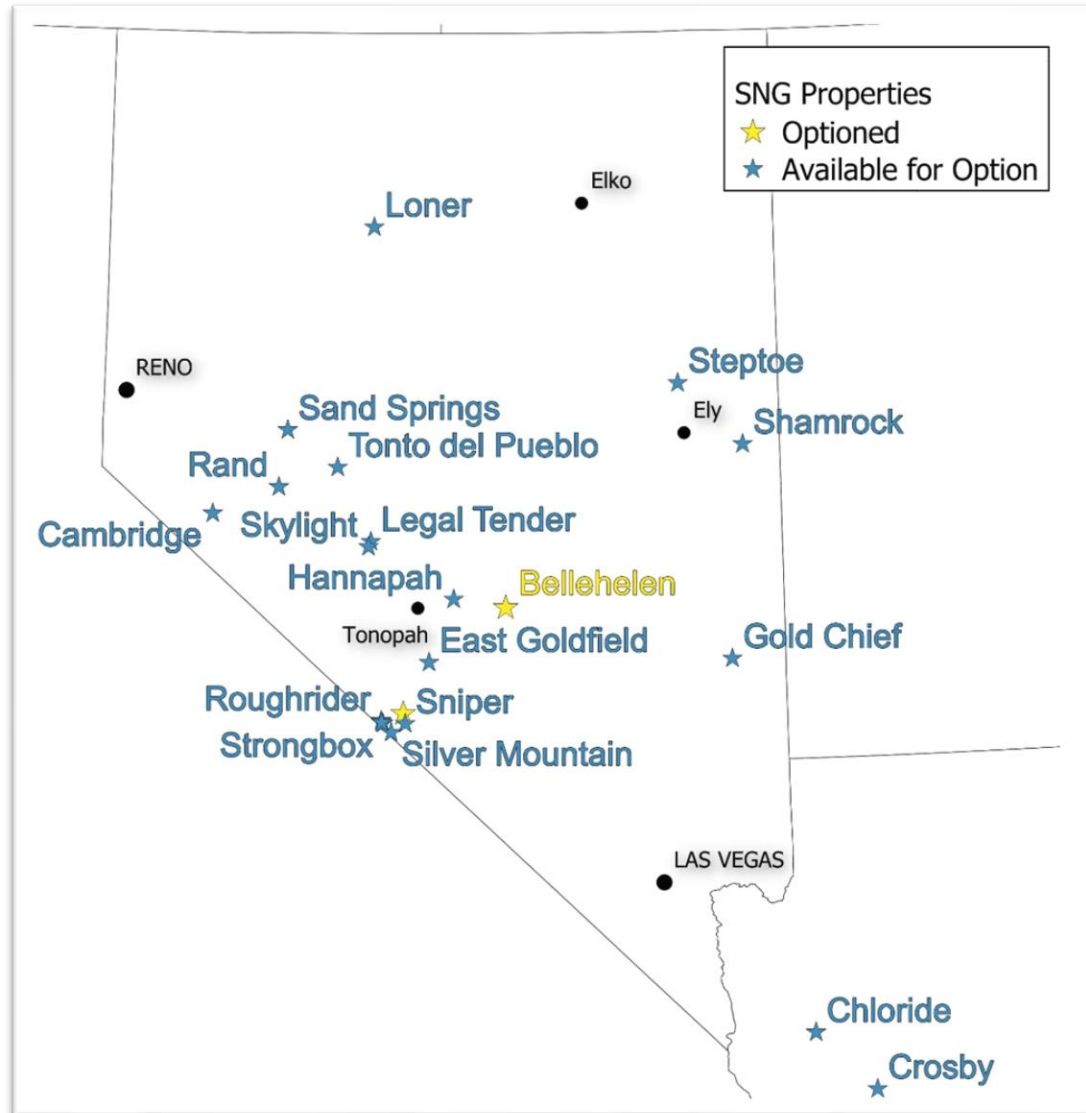 SNG Properties
Optioned
Available for Option
Elko
Loner
RENO
Steptoe
Ely
Sand Springs
Shamrock
Tonto del Pueblo
Rand
Skylight
Legal Tender
Cambridge
Hannapah
Bellehelen
Tonopah
East Goldfield
Gold Chief
Roughrider
Sniper
Strongbox
Silver Mountain
LAS VEGAS
Chloride
Crosby